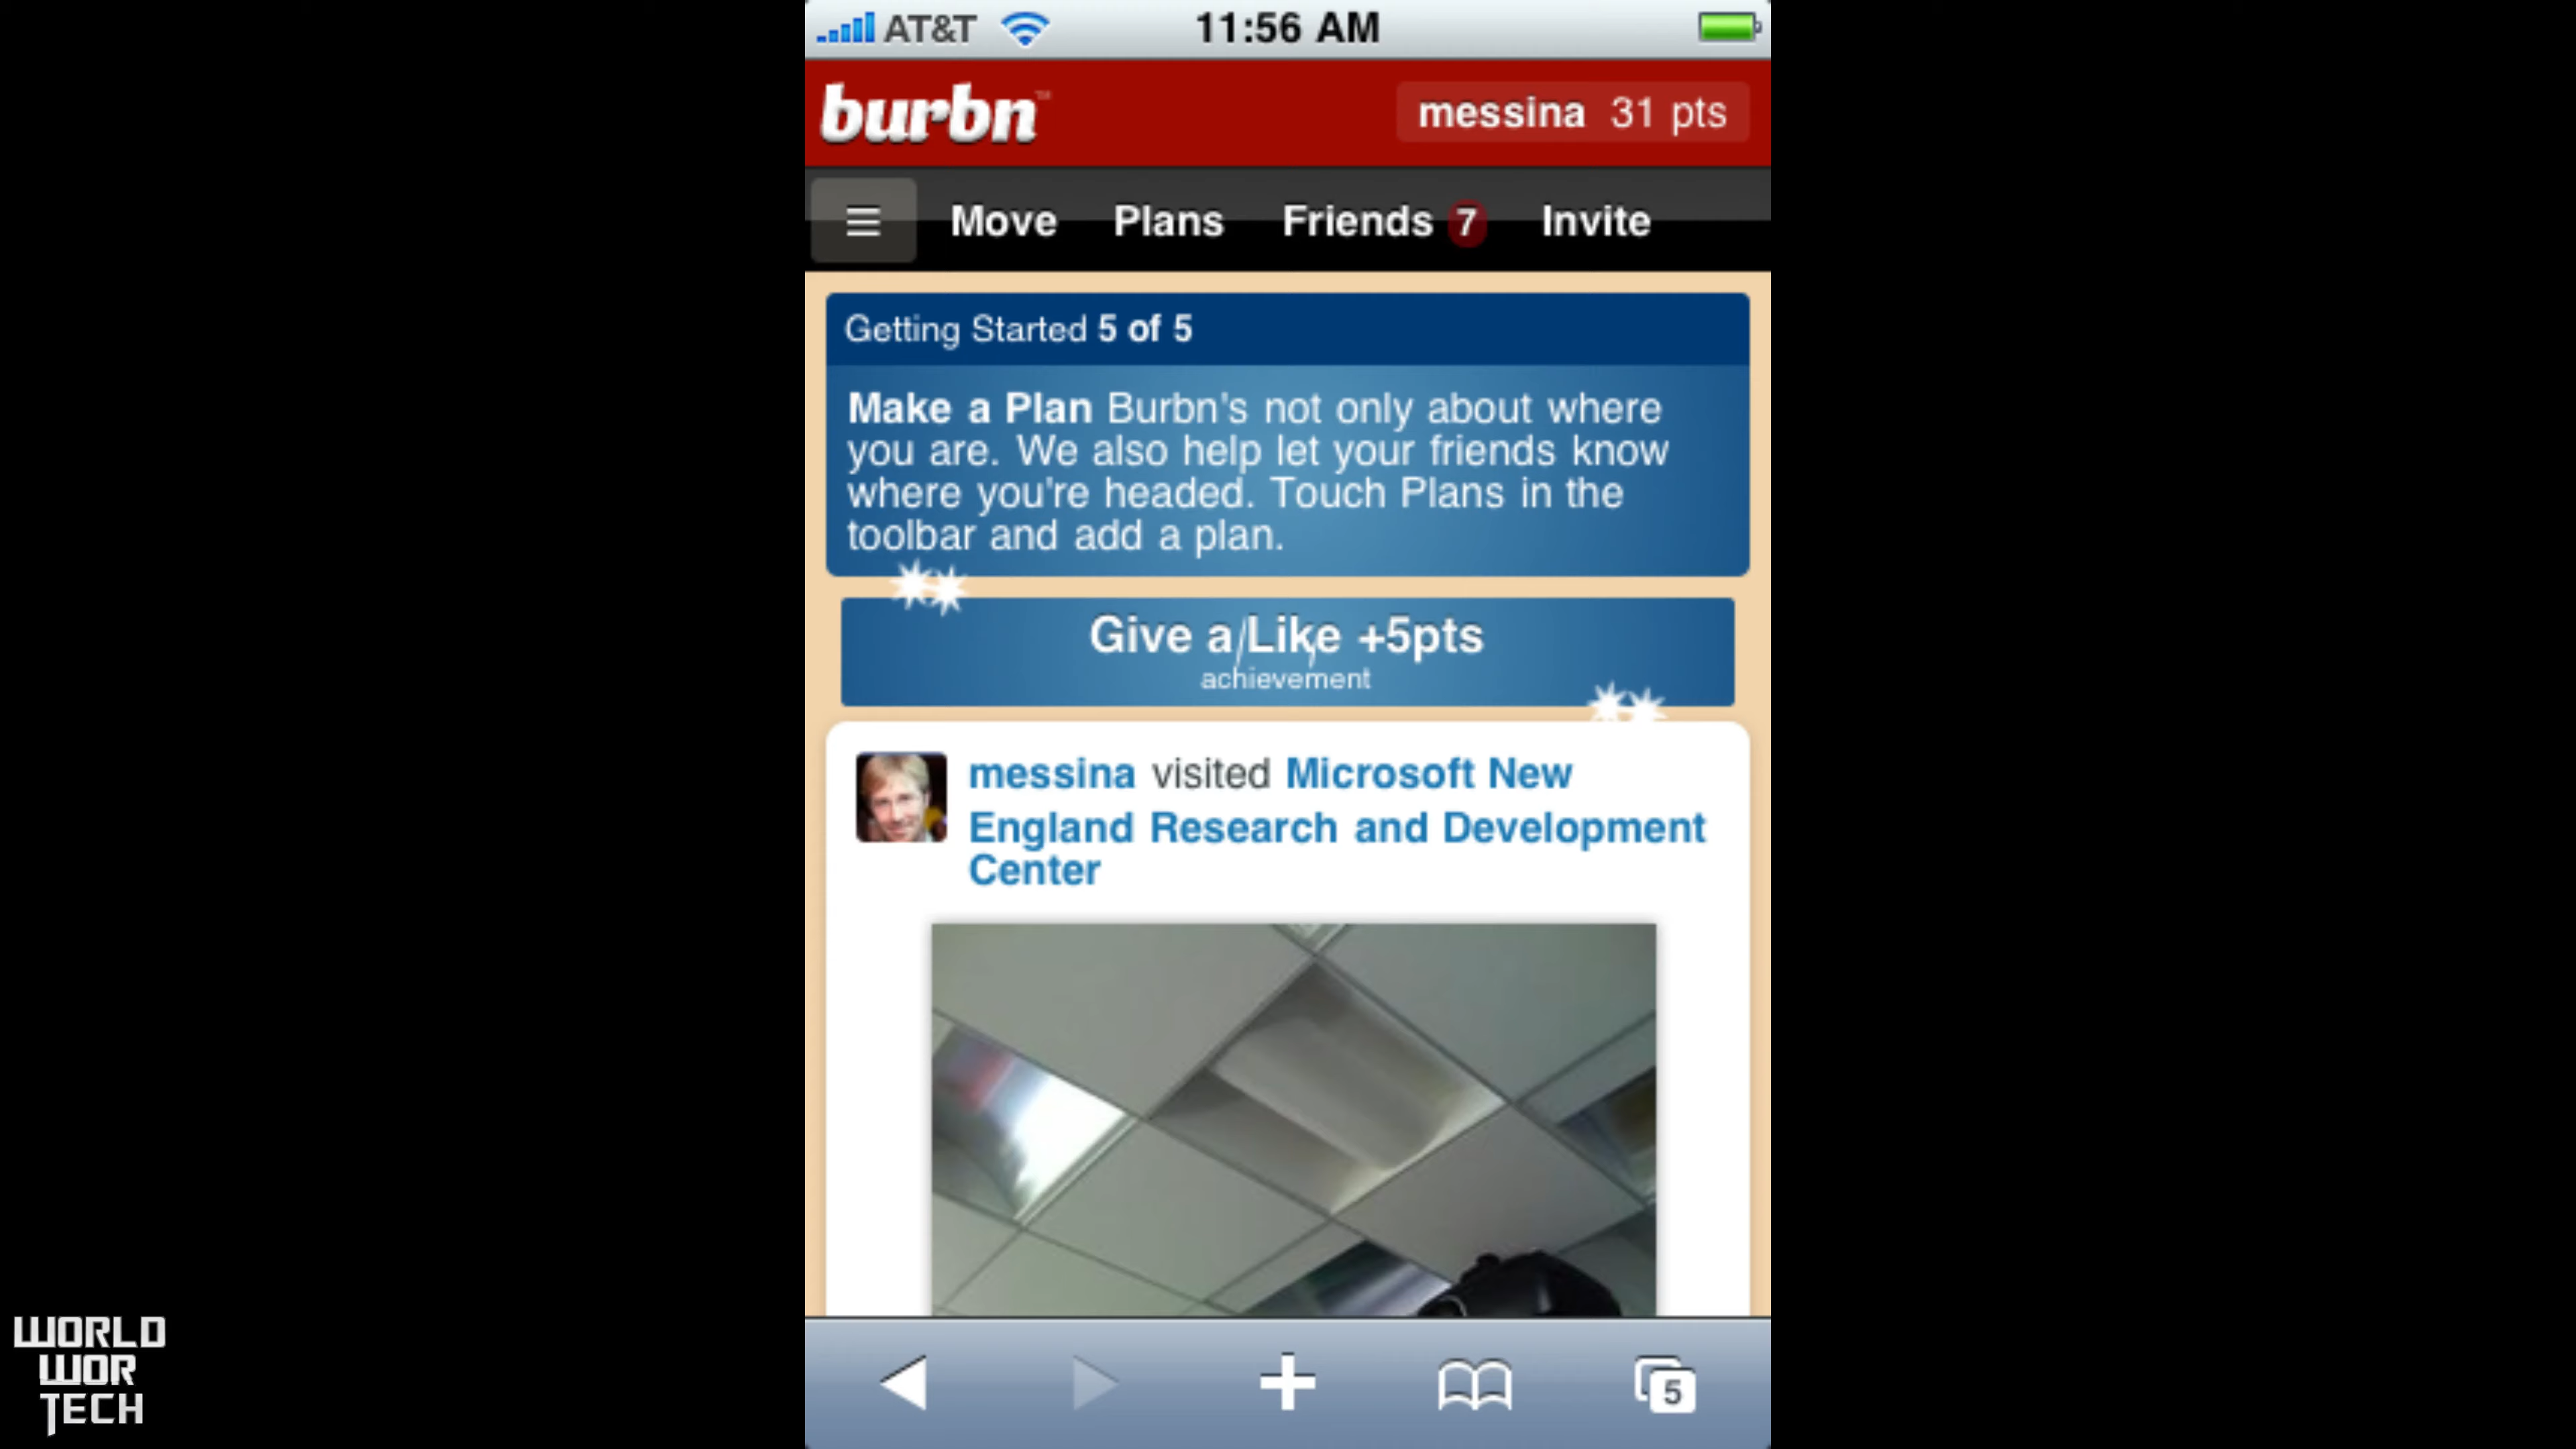 AT&T 11:56 AM
burbn™ messina 31 pts
Move Plans Friends 7 Invite
Getting Started 5 of 5
Make a Plan Burbn's not only about where
you are. We also help let your friends know
where you're headed. Touch Plans in the
toolbar and add a plan.
Give a Like +5pts
achievement
messina visited Microsoft New
England Research and Development
Center
5
WORLD
WOR
TECH